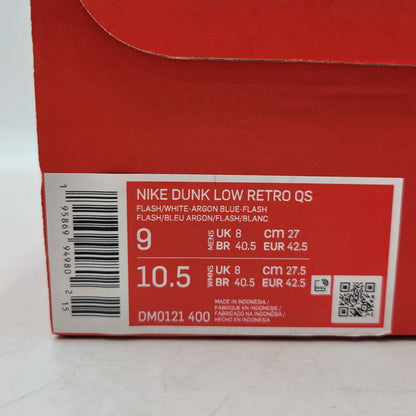 NIKE DUNK LOW RETRO QS
FLASH/WHITE-ARGON BLUE-FLASH
FLASH/BLEU ARGON/FLASH/BLANC
9 MENS UK 8 CM 27
BR 40.5 EUR 42.5
10.5 WMNS UK 8 CM 27.5
BR 40.5 EUR 42.5
DM0121 400
MADE IN INDONESIA /
FABRIQUÉ EN INDONÉSIE /
FABRICADO NA INDONÉSIA /
HECHO EN INDONESIA
1 95869 94980 2 15